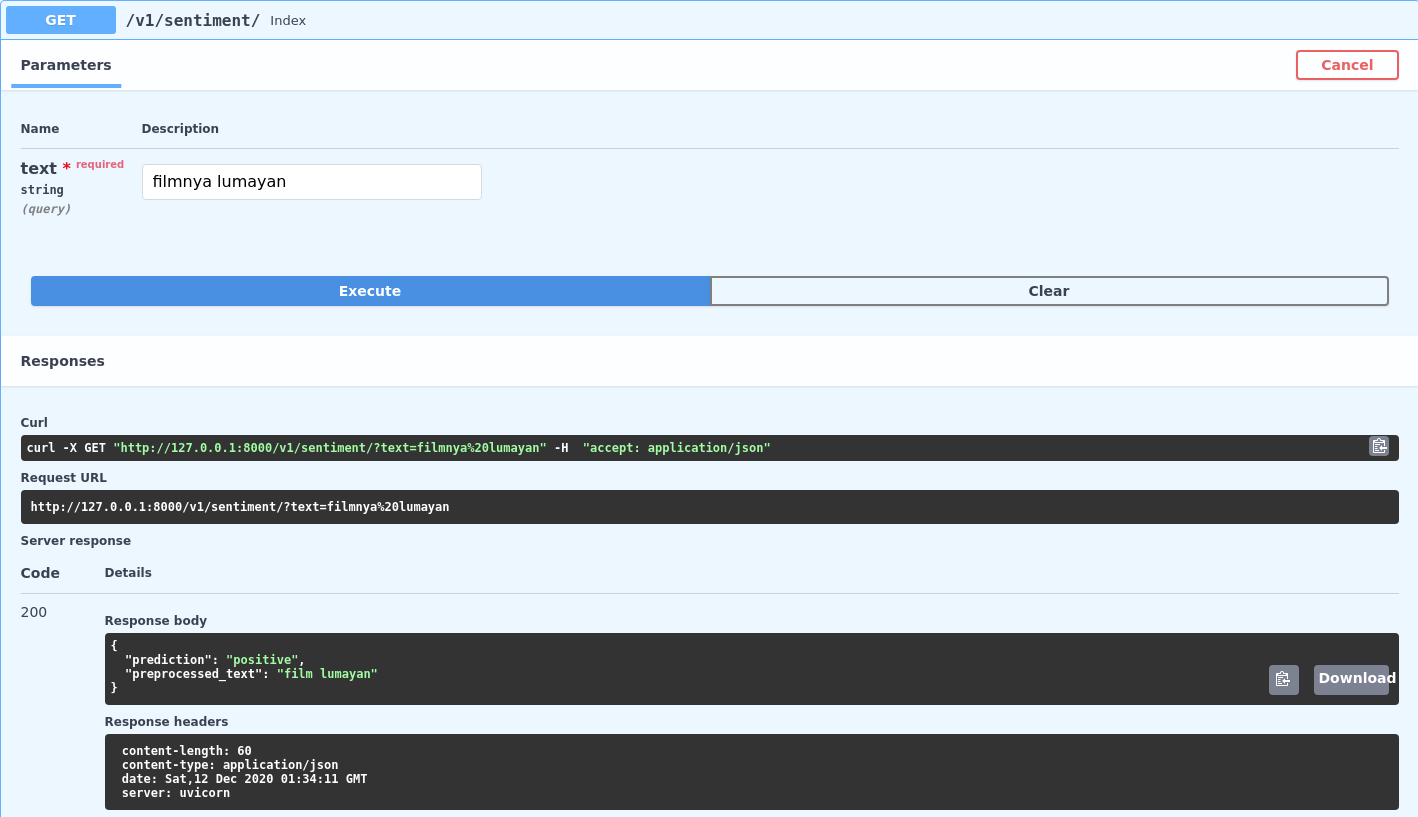 GET /v1/sentiment/ Index
Parameters Cancel
Name Description
text * required filmnya lumayan
string
(query)
Execute Clear
Responses
Curl
curl -X GET "http://127.0.0.1:8000/v1/sentiment/?text=filmnya%20lumayan" -H  "accept: application/json"
Request URL
http://127.0.0.1:8000/v1/sentiment/?text=filmnya%20lumayan
Server response
Code Details
200
Response body
{
  "prediction": "positive",
  "preprocessed_text": "film lumayan"
}
Download
Response headers
content-length: 60
content-type: application/json
date: Sat,12 Dec 2020 01:34:11 GMT
server: uvicorn